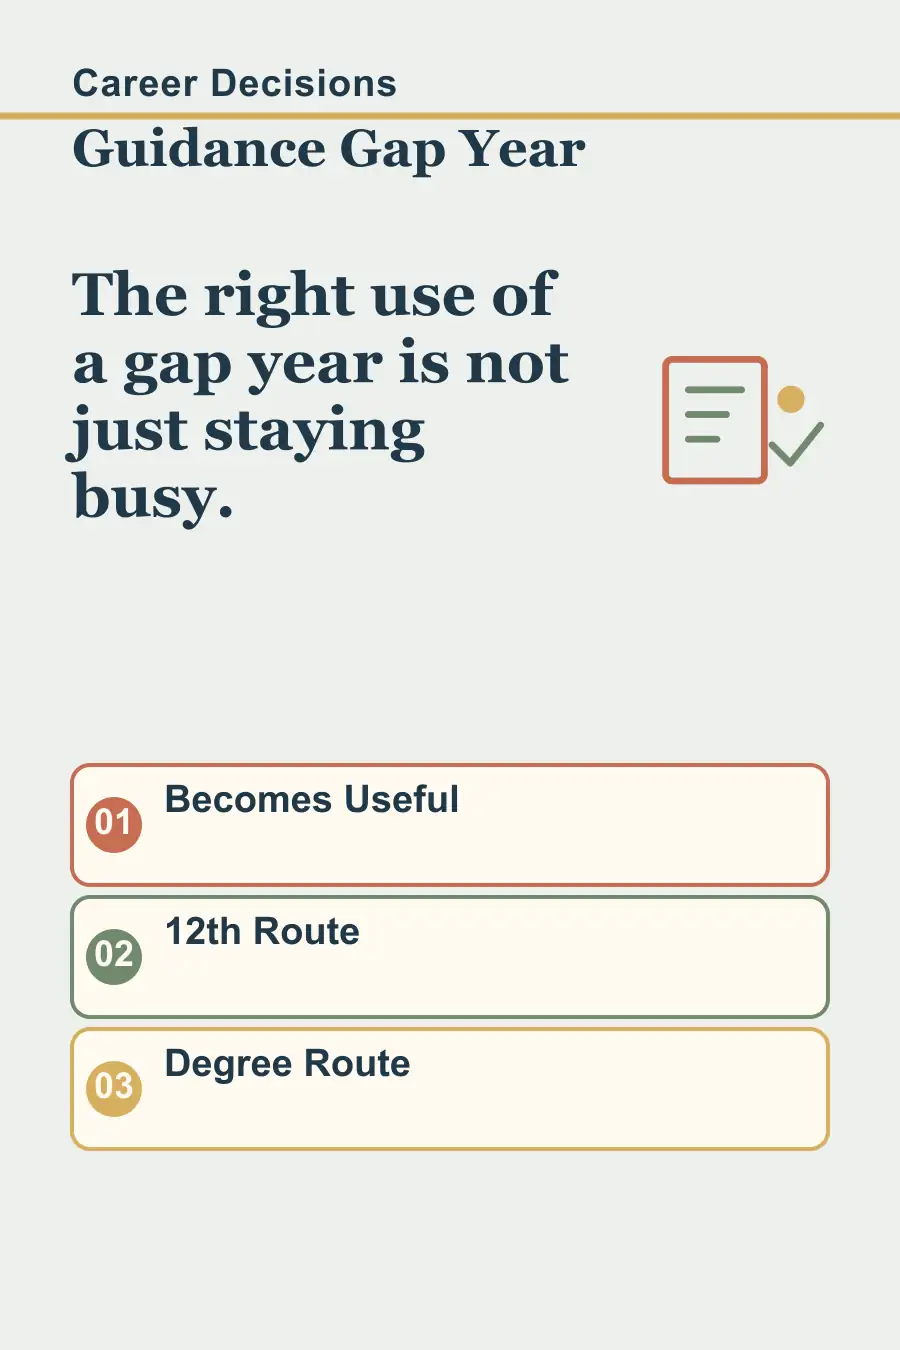 Career Decisions
Guidance Gap Year
The right use of
a gap year is not
just staying
busy.
01 Becomes Useful
02 12th Route
03 Degree Route